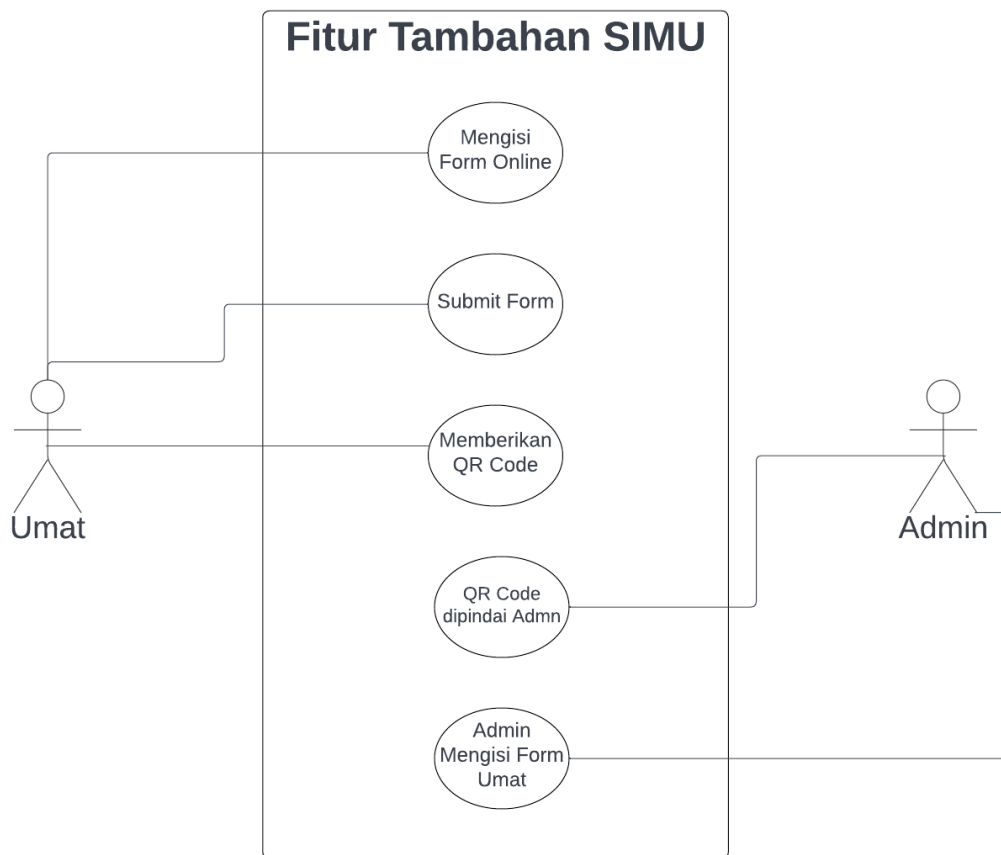 Fitur Tambahan SIMU
Mengisi
Form Online
Submit Form
Memberikan
QR Code
Umat
Admin
QR Code
dipindai Admn
Admin
Mengisi Form
Umat